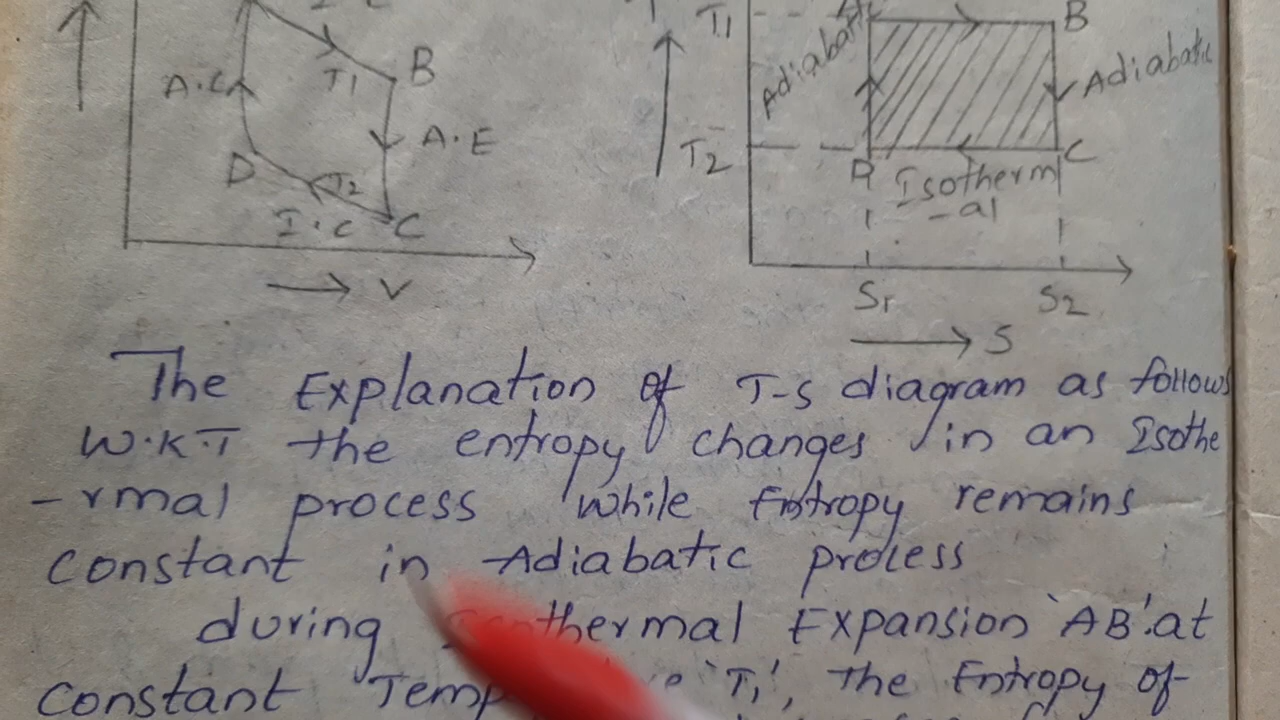 T1
B
A.C
T1
B
Adiabatic
Adiabatic
A.E
T2
D
T2
C
I.C
C
Isotherm
-al
V
S1
S2
S
The Explanation of T-S diagram as follows
W.K.T the entropy changes in an Isothe
-rmal process while Entropy remains
constant in Adiabatic process
during thermal Expansion 'AB' at
constant Temp 'T1', the Entropy of